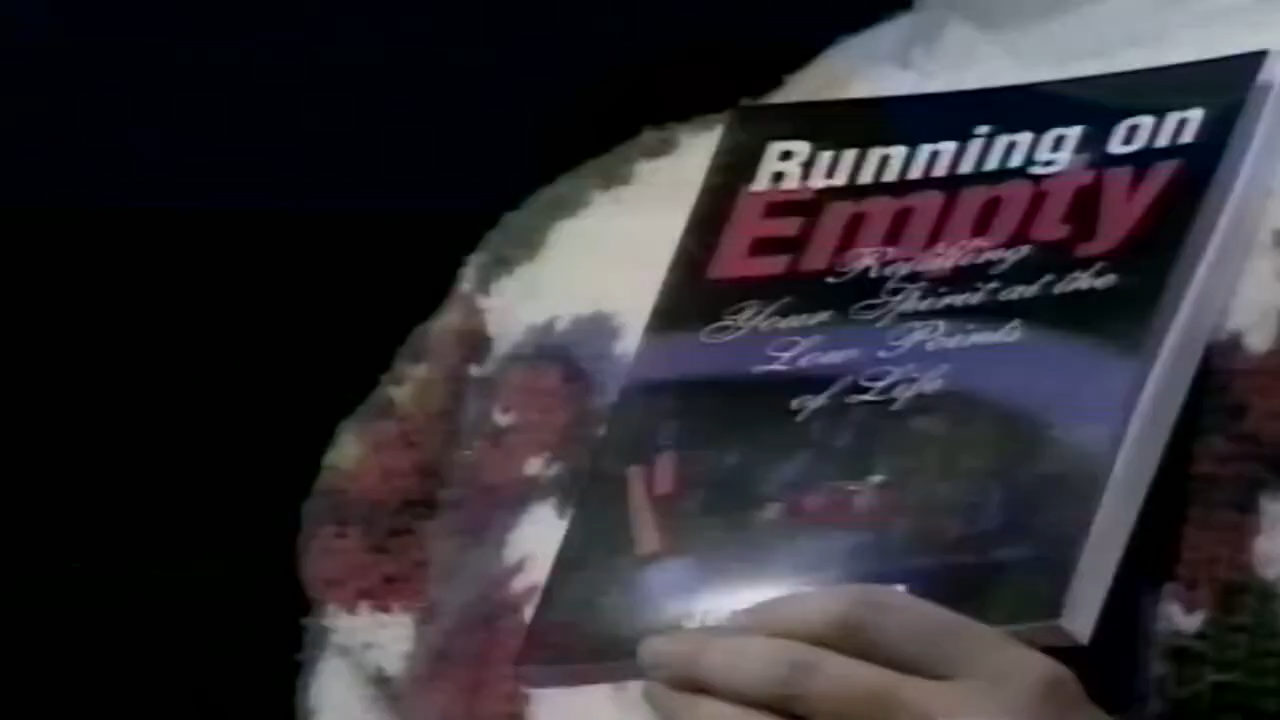 Running on
Empty
Refilling
Your Spirit at the
Low Points
of Life